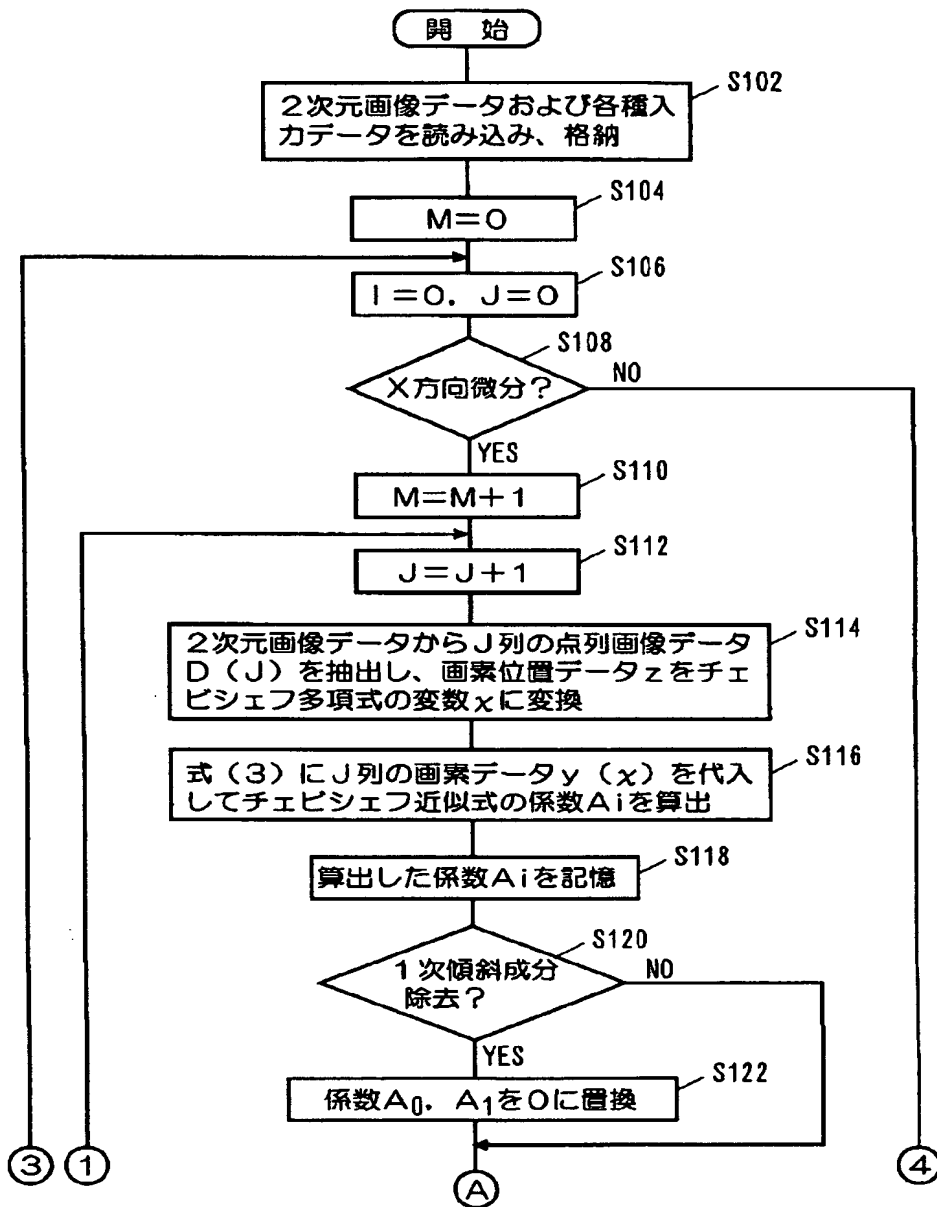 開 始
S102
2次元画像データおよび各種入
力データを読み込み、格納
S104
M=0
S106
I=0. J=0
S108
X方向微分?
NO
YES
S110
M=M+1
S112
J=J+1
S114
2次元画像データからJ列の点列画像データ
D(J)を抽出し、画素位置データzをチェ
ビシェフ多項式の変数χに変換
S116
式(3)にJ列の画素データy(χ)を代入
してチェビシェフ近似式の係数Aiを算出
S118
算出した係数Aiを記憶
S120
1次傾斜成分
除去?
NO
YES
S122
係数A₀. A₁を0に置換
3
1
A
4